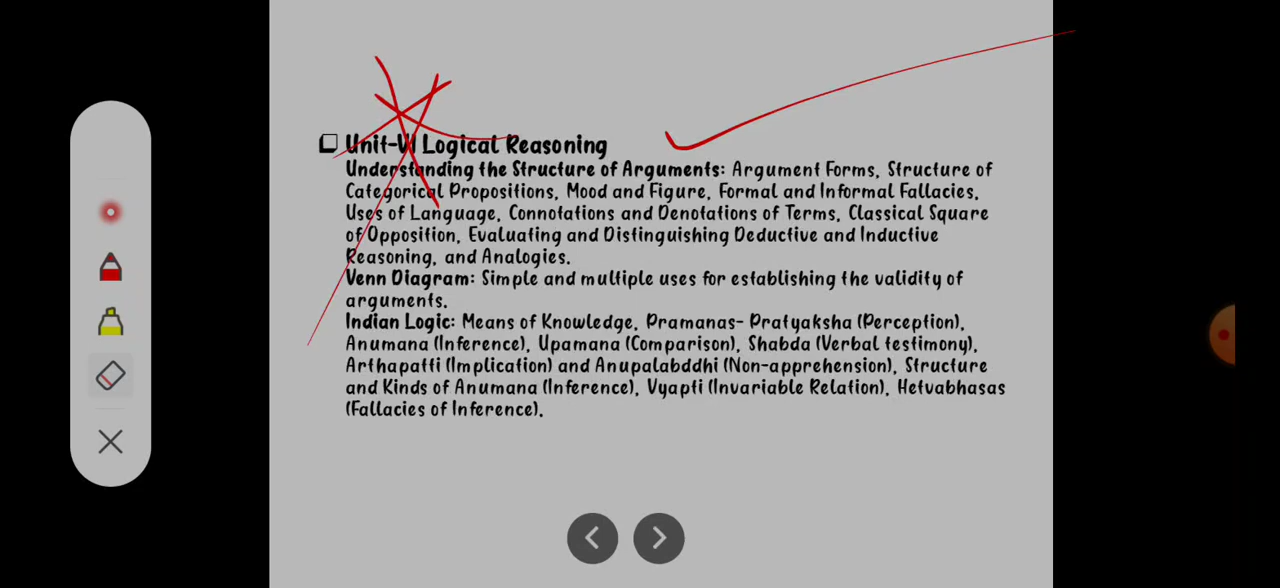 Unit-VI Logical Reasoning
Understanding the Structure of Arguments: Argument Forms, Structure of
Categorical Propositions, Mood and Figure, Formal and Informal Fallacies,
Uses of Language, Connotations and Denotations of Terms, Classical Square
of Opposition, Evaluating and Distinguishing Deductive and Inductive
Reasoning, and Analogies.
Venn Diagram: Simple and multiple uses for establishing the validity of
arguments.
Indian Logic: Means of Knowledge, Pramanas- Pratyaksha (Perception),
Anumana (Inference), Upamana (Comparison), Shabda (Verbal testimony),
Arthapatti (Implication) and Anupalabddhi (Non-apprehension), Structure
and Kinds of Anumana (Inference), Vyapti (Invariable Relation), Hetvabhasas
(Fallacies of Inference).